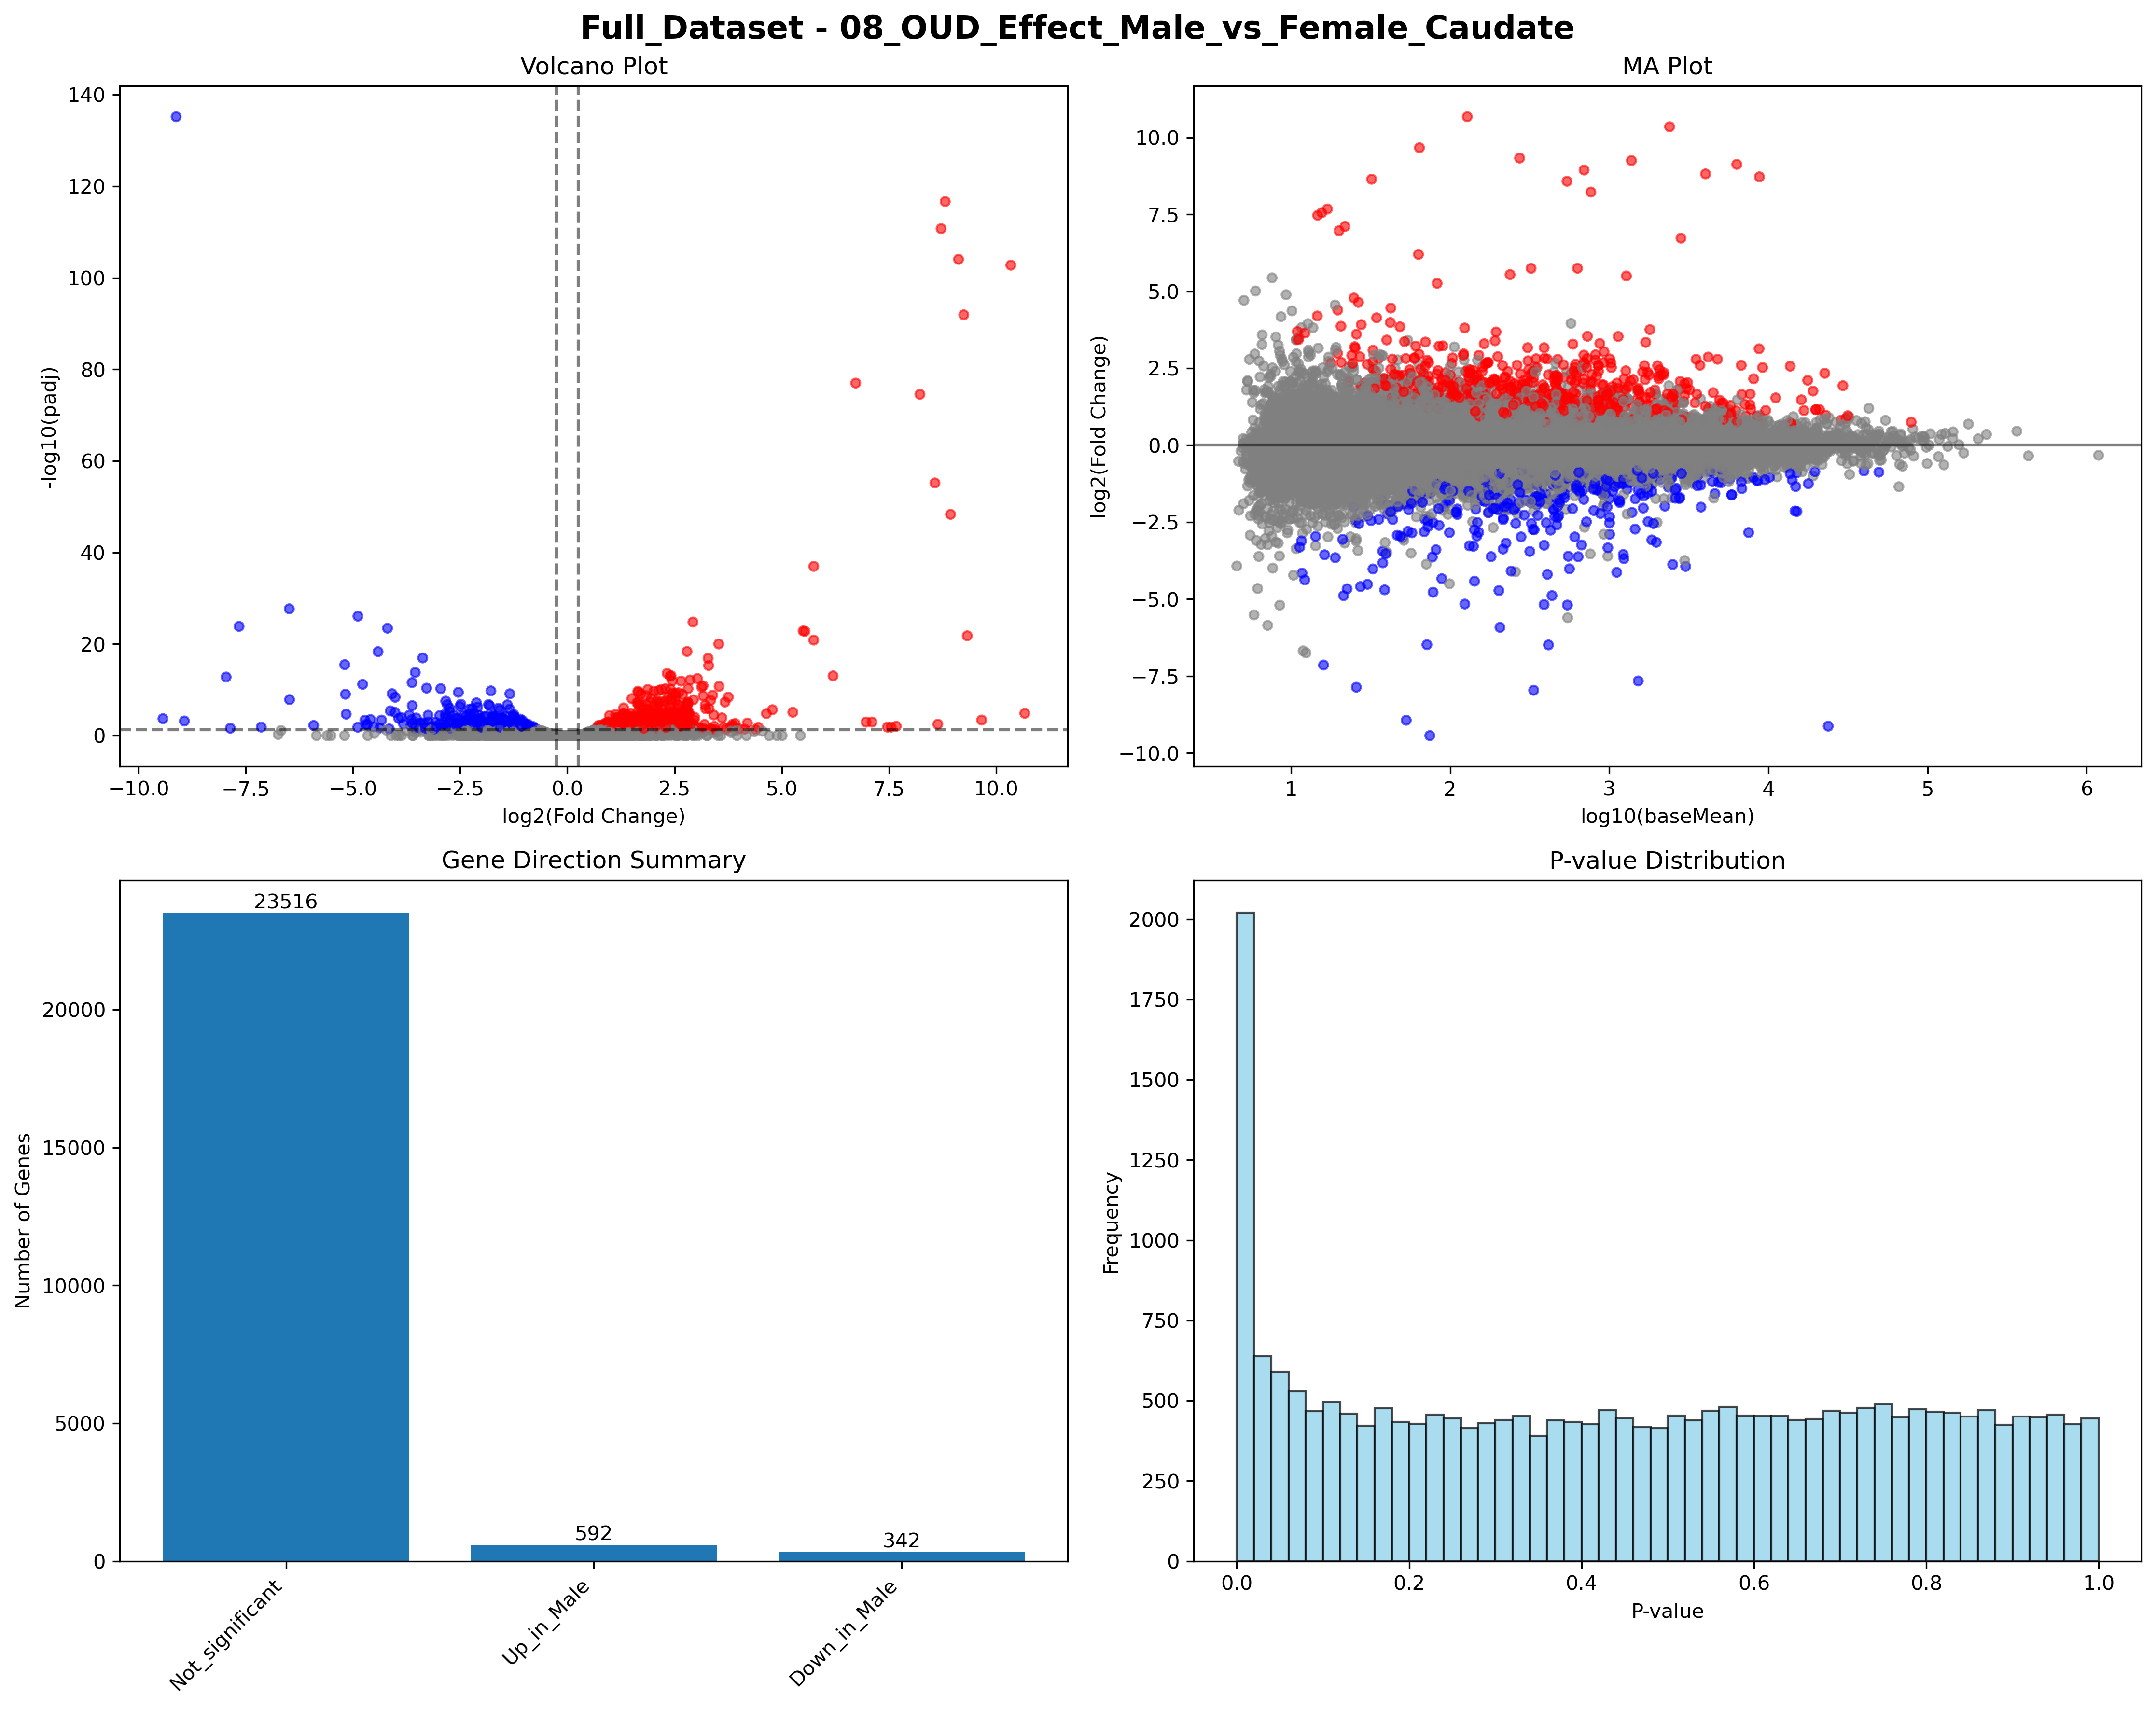 Full_Dataset - 08_OUD_Effect_Male_vs_Female_Caudate
Volcano Plot
-log10(padj)
140
120
100
80
60
40
20
0
−10.0 −7.5 −5.0 −2.5 0.0 2.5 5.0 7.5 10.0
log2(Fold Change)
MA Plot
log2(Fold Change)
10.0
7.5
5.0
2.5
0.0
−2.5
−5.0
−7.5
−10.0
1 2 3 4 5 6
log10(baseMean)
Gene Direction Summary
Number of Genes
20000
15000
10000
5000
0
23516
592
342
Not_significant
Up_in_Male
Down_in_Male
P-value Distribution
Frequency
2000
1750
1500
1250
1000
750
500
250
0
0.0 0.2 0.4 0.6 0.8 1.0
P-value